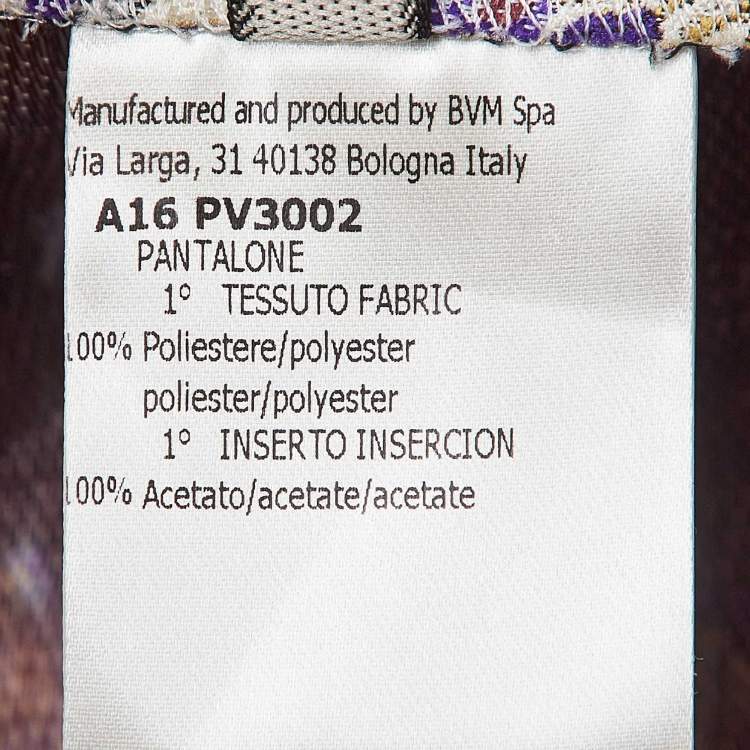 Manufactured and produced by BVM Spa
Via Larga, 31 40138 Bologna Italy
A16 PV3002
PANTALONE
1° TESSUTO FABRIC
100% Poliestere/polyester
poliester/polyester
1° INSERTO INSERCION
100% Acetato/acetate/acetate